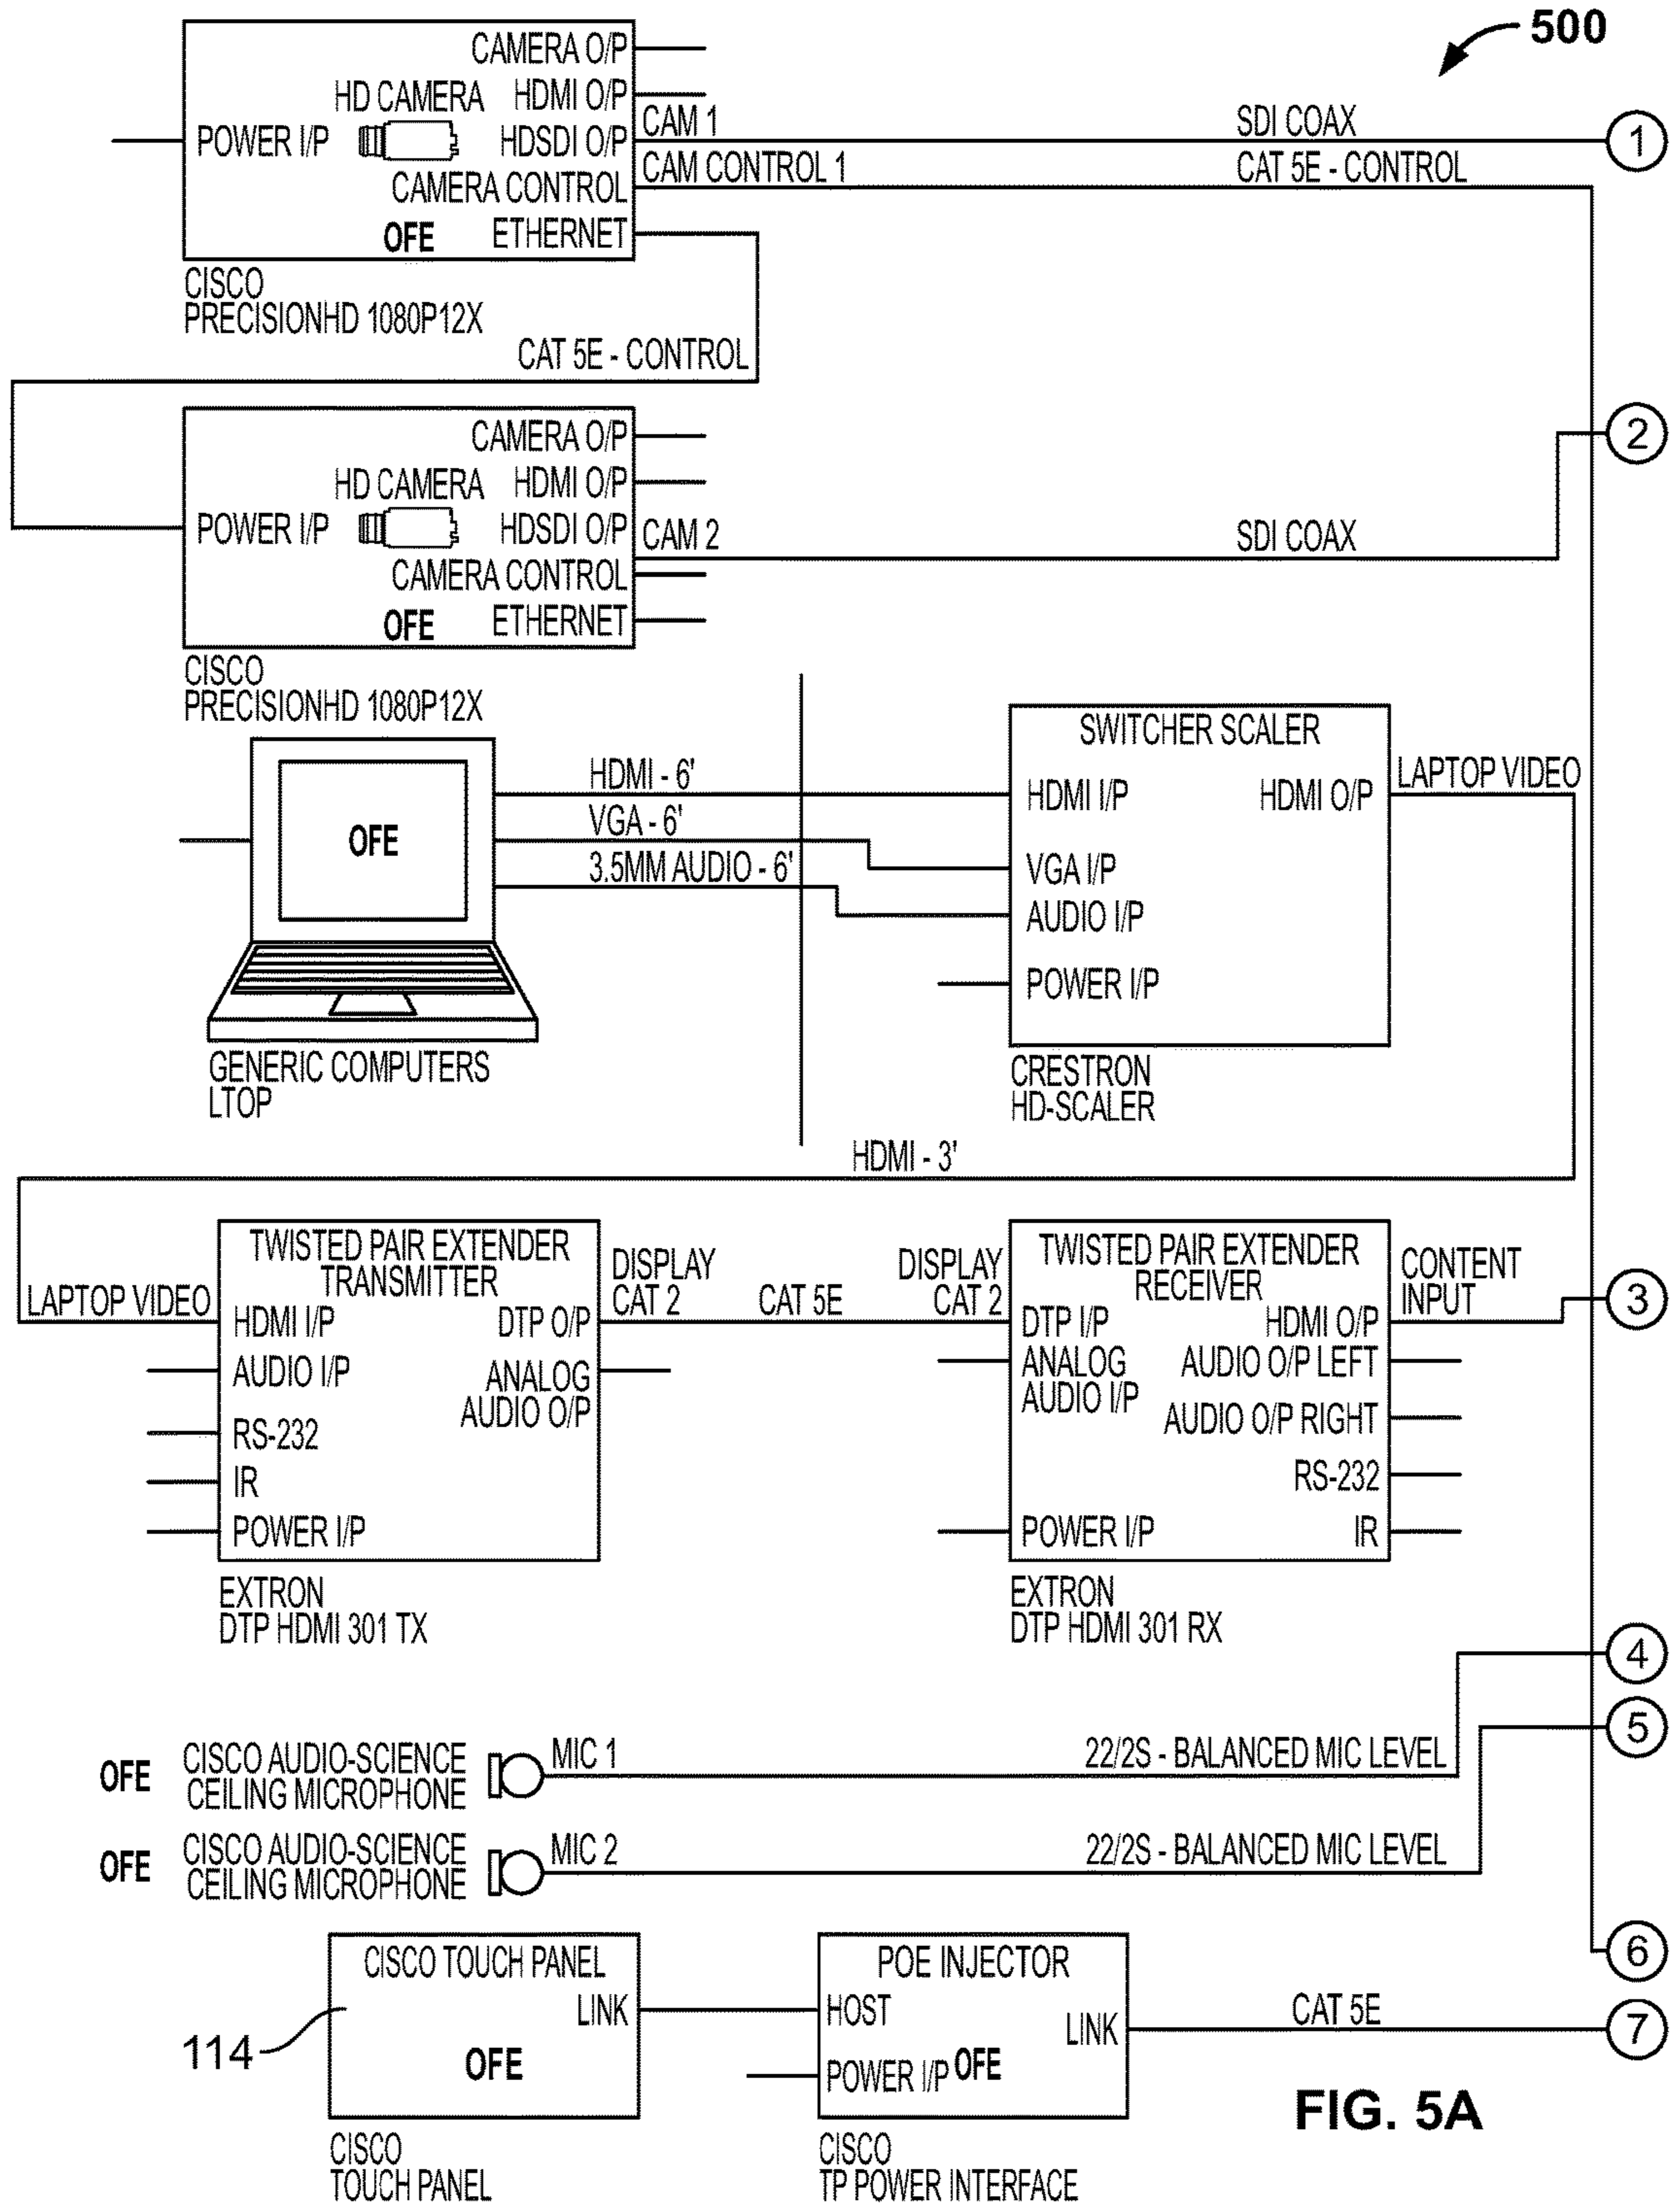 500
CAMERA O/P
HD CAMERA HDMI O/P
POWER I/P HDSDI O/P CAM 1 SDI COAX 1
CAMERA CONTROL CAM CONTROL 1 CAT 5E - CONTROL
OFE ETHERNET
CISCO
PRECISIONHD 1080P12X
CAT 5E - CONTROL
CAMERA O/P 2
HD CAMERA HDMI O/P
POWER I/P HDSDI O/P CAM 2 SDI COAX
CAMERA CONTROL
OFE ETHERNET
CISCO
PRECISIONHD 1080P12X
SWITCHER SCALER
HDMI - 6' HDMI I/P HDMI O/P LAPTOP VIDEO
OFE VGA - 6'
3.5MM AUDIO - 6' VGA I/P
AUDIO I/P
POWER I/P
GENERIC COMPUTERS
LTOP
CRESTRON
HD-SCALER
HDMI - 3'
TWISTED PAIR EXTENDER
TRANSMITTER
LAPTOP VIDEO HDMI I/P DTP O/P
DISPLAY
CAT 2
CAT 5E
DISPLAY
CAT 2
AUDIO I/P ANALOG
AUDIO O/P
RS-232
IR
POWER I/P
EXTRON
DTP HDMI 301 TX
TWISTED PAIR EXTENDER
RECEIVER
CONTENT
INPUT
3
DTP I/P HDMI O/P
ANALOG
AUDIO I/P
AUDIO O/P LEFT
AUDIO O/P RIGHT
RS-232
POWER I/P IR
EXTRON
DTP HDMI 301 RX
4
5
OFE CISCO AUDIO-SCIENCE
CEILING MICROPHONE
MIC 1 22/2S - BALANCED MIC LEVEL
OFE CISCO AUDIO-SCIENCE
CEILING MICROPHONE
MIC 2 22/2S - BALANCED MIC LEVEL
6
CISCO TOUCH PANEL
LINK
114
OFE
CISCO
TOUCH PANEL
POE INJECTOR
HOST
LINK CAT 5E 7
POWER I/P OFE
CISCO
TP POWER INTERFACE
FIG. 5A